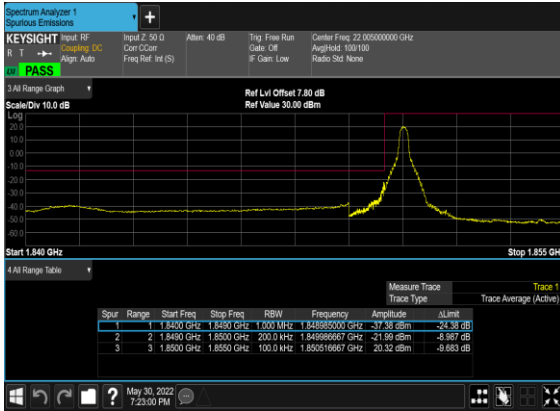 Spectrum Analyzer 1
Spurious Emissions
+
KEYSIGHT Input: RF Input Z: 50 Ω Atten: 40 dB Trig: Free Run Center Freq: 22.005000000 GHz
R T Coupling: DC Corr CCorr Gate: Off Avg|Hold: 100/100
Align: Auto Freq Ref: Int (S) IF Gain: Low Radio Std: None
PASS
3 All Range Graph
Ref Lvl Offset 7.80 dB
Scale/Div 10.0 dB Ref Value 30.00 dBm
Log
20.0
10.0
0.00
-10.0
-20.0
-30.0
-40.0
-50.0
-60.0
Start 1.840 GHz Stop 1.855 GH
4 All Range Table
Measure Trace Trace 1
Trace Type Trace Average (Active)
Spur Range Start Freq Stop Freq RBW Frequency Amplitude ΔLimit
1 1 1.8400 GHz 1.8490 GHz 1.000 MHz 1.848985000 GHz -37.38 dBm -24.38 dB
2 2 1.8490 GHz 1.8500 GHz 200.0 kHz 1.849986667 GHz -21.99 dBm -8.987 dB
3 3 1.8500 GHz 1.8550 GHz 100.0 kHz 1.850516667 GHz 20.32 dBm -9.683 dB
? May 30, 2022
7:23:00 PM